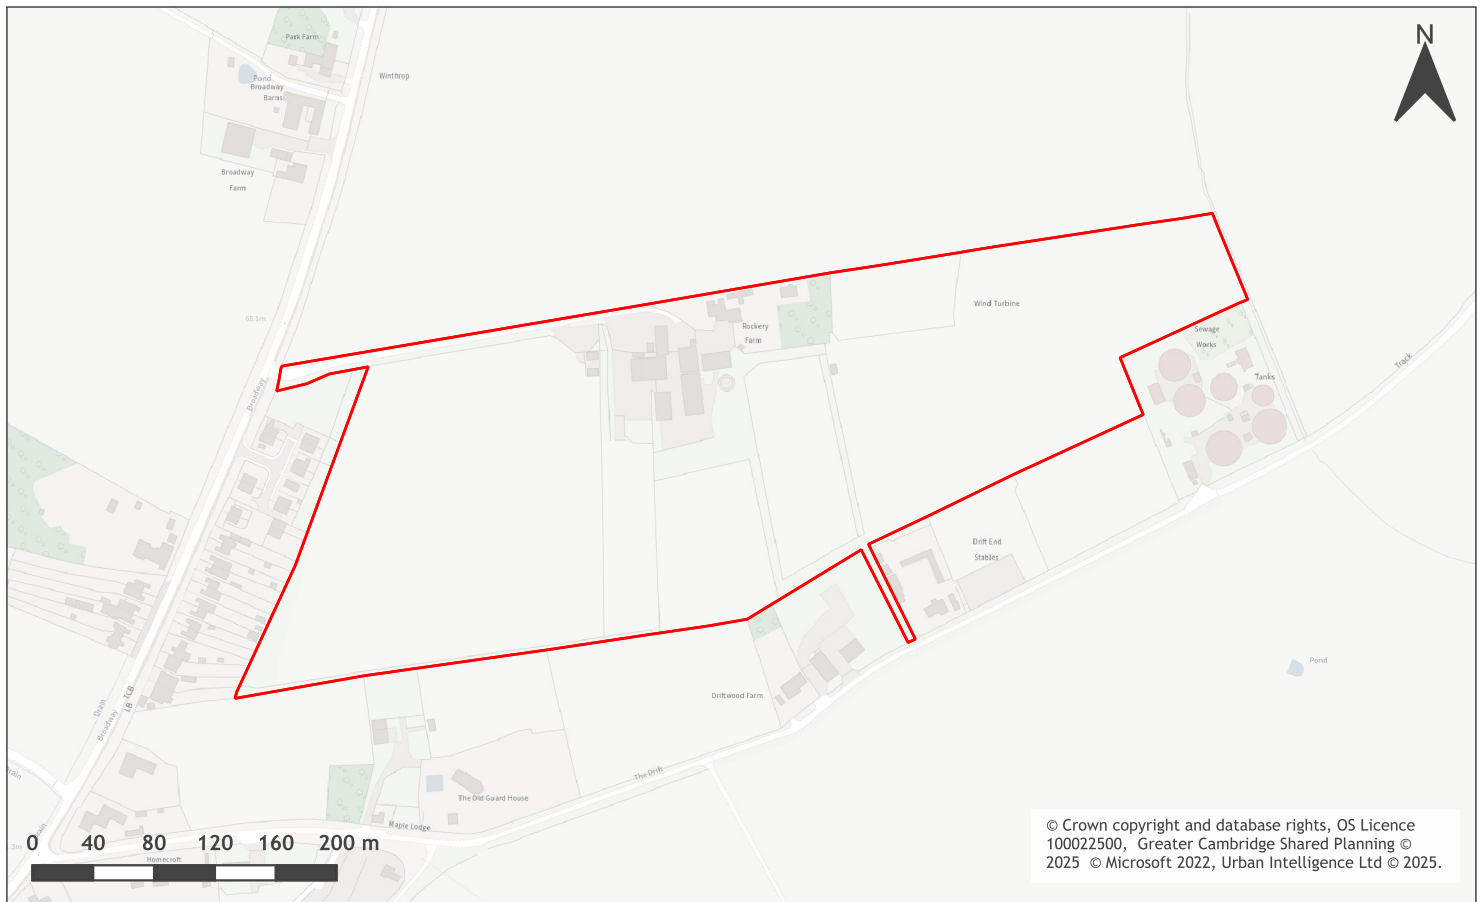 N
Park Farm
Winthrop
Pond
Broadway
Barns
Broadway
Farm
65.1m
Wind Turbine
Rockery
Farm
Sewage
Works
Track
Tanks
Broadway
Drift End
Stables
Pond
TCB
LB
Drain
Broadway
Driftwood Farm
Drain
The Drift
The Old Guard House
Maple Lodge
Homecroft
0 40 80 120 160 200 m
© Crown copyright and database rights, OS Licence
100022500, Greater Cambridge Shared Planning ©
2025 © Microsoft 2022, Urban Intelligence Ltd © 2025.